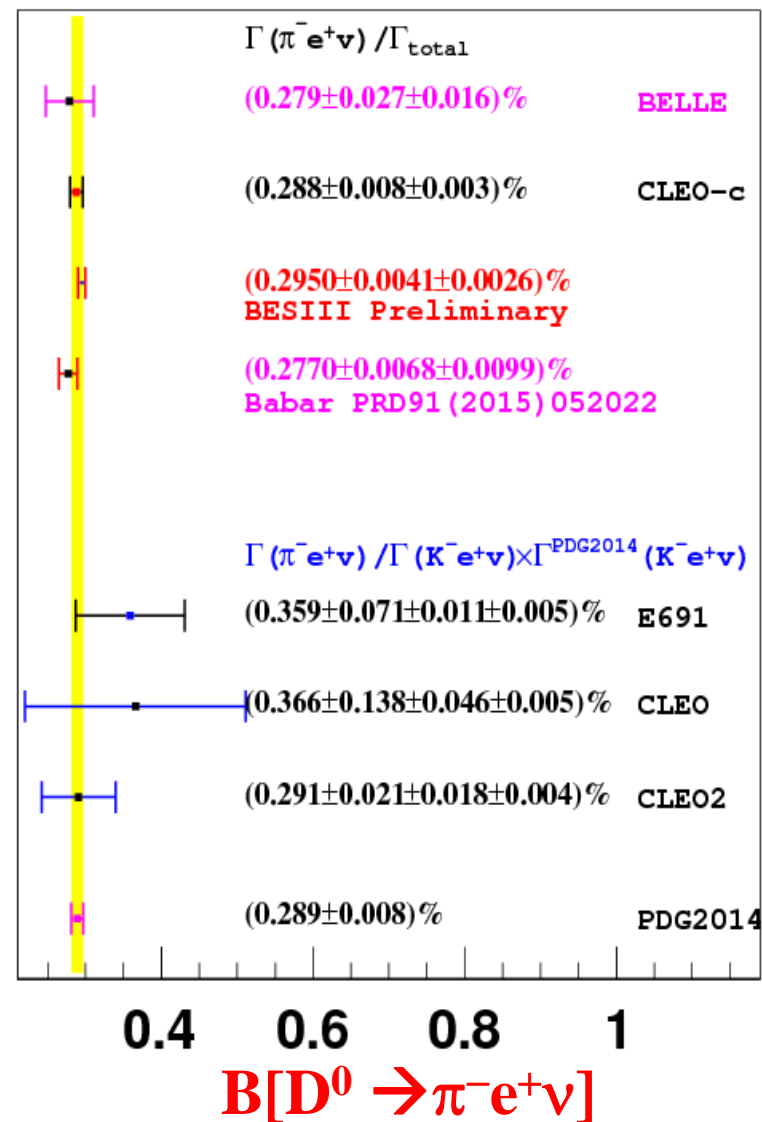 Γ(π⁻e⁺ν)/Γtotal
(0.279±0.027±0.016)% BELLE
(0.288±0.008±0.003)% CLEO-c
(0.2950±0.0041±0.0026)%
BESIII Preliminary
(0.2770±0.0068±0.0099)%
Babar PRD91(2015)052022
Γ(π⁻e⁺ν)/Γ(K⁻e⁺ν)×Γᴾᴰᴳ²⁰¹⁴(K⁻e⁺ν)
(0.359±0.071±0.011±0.005)% E691
(0.366±0.138±0.046±0.005)% CLEO
(0.291±0.021±0.018±0.004)% CLEO2
(0.289±0.008)% PDG2014
0.4 0.6 0.8 1
B[D⁰ →π⁻e⁺ν]